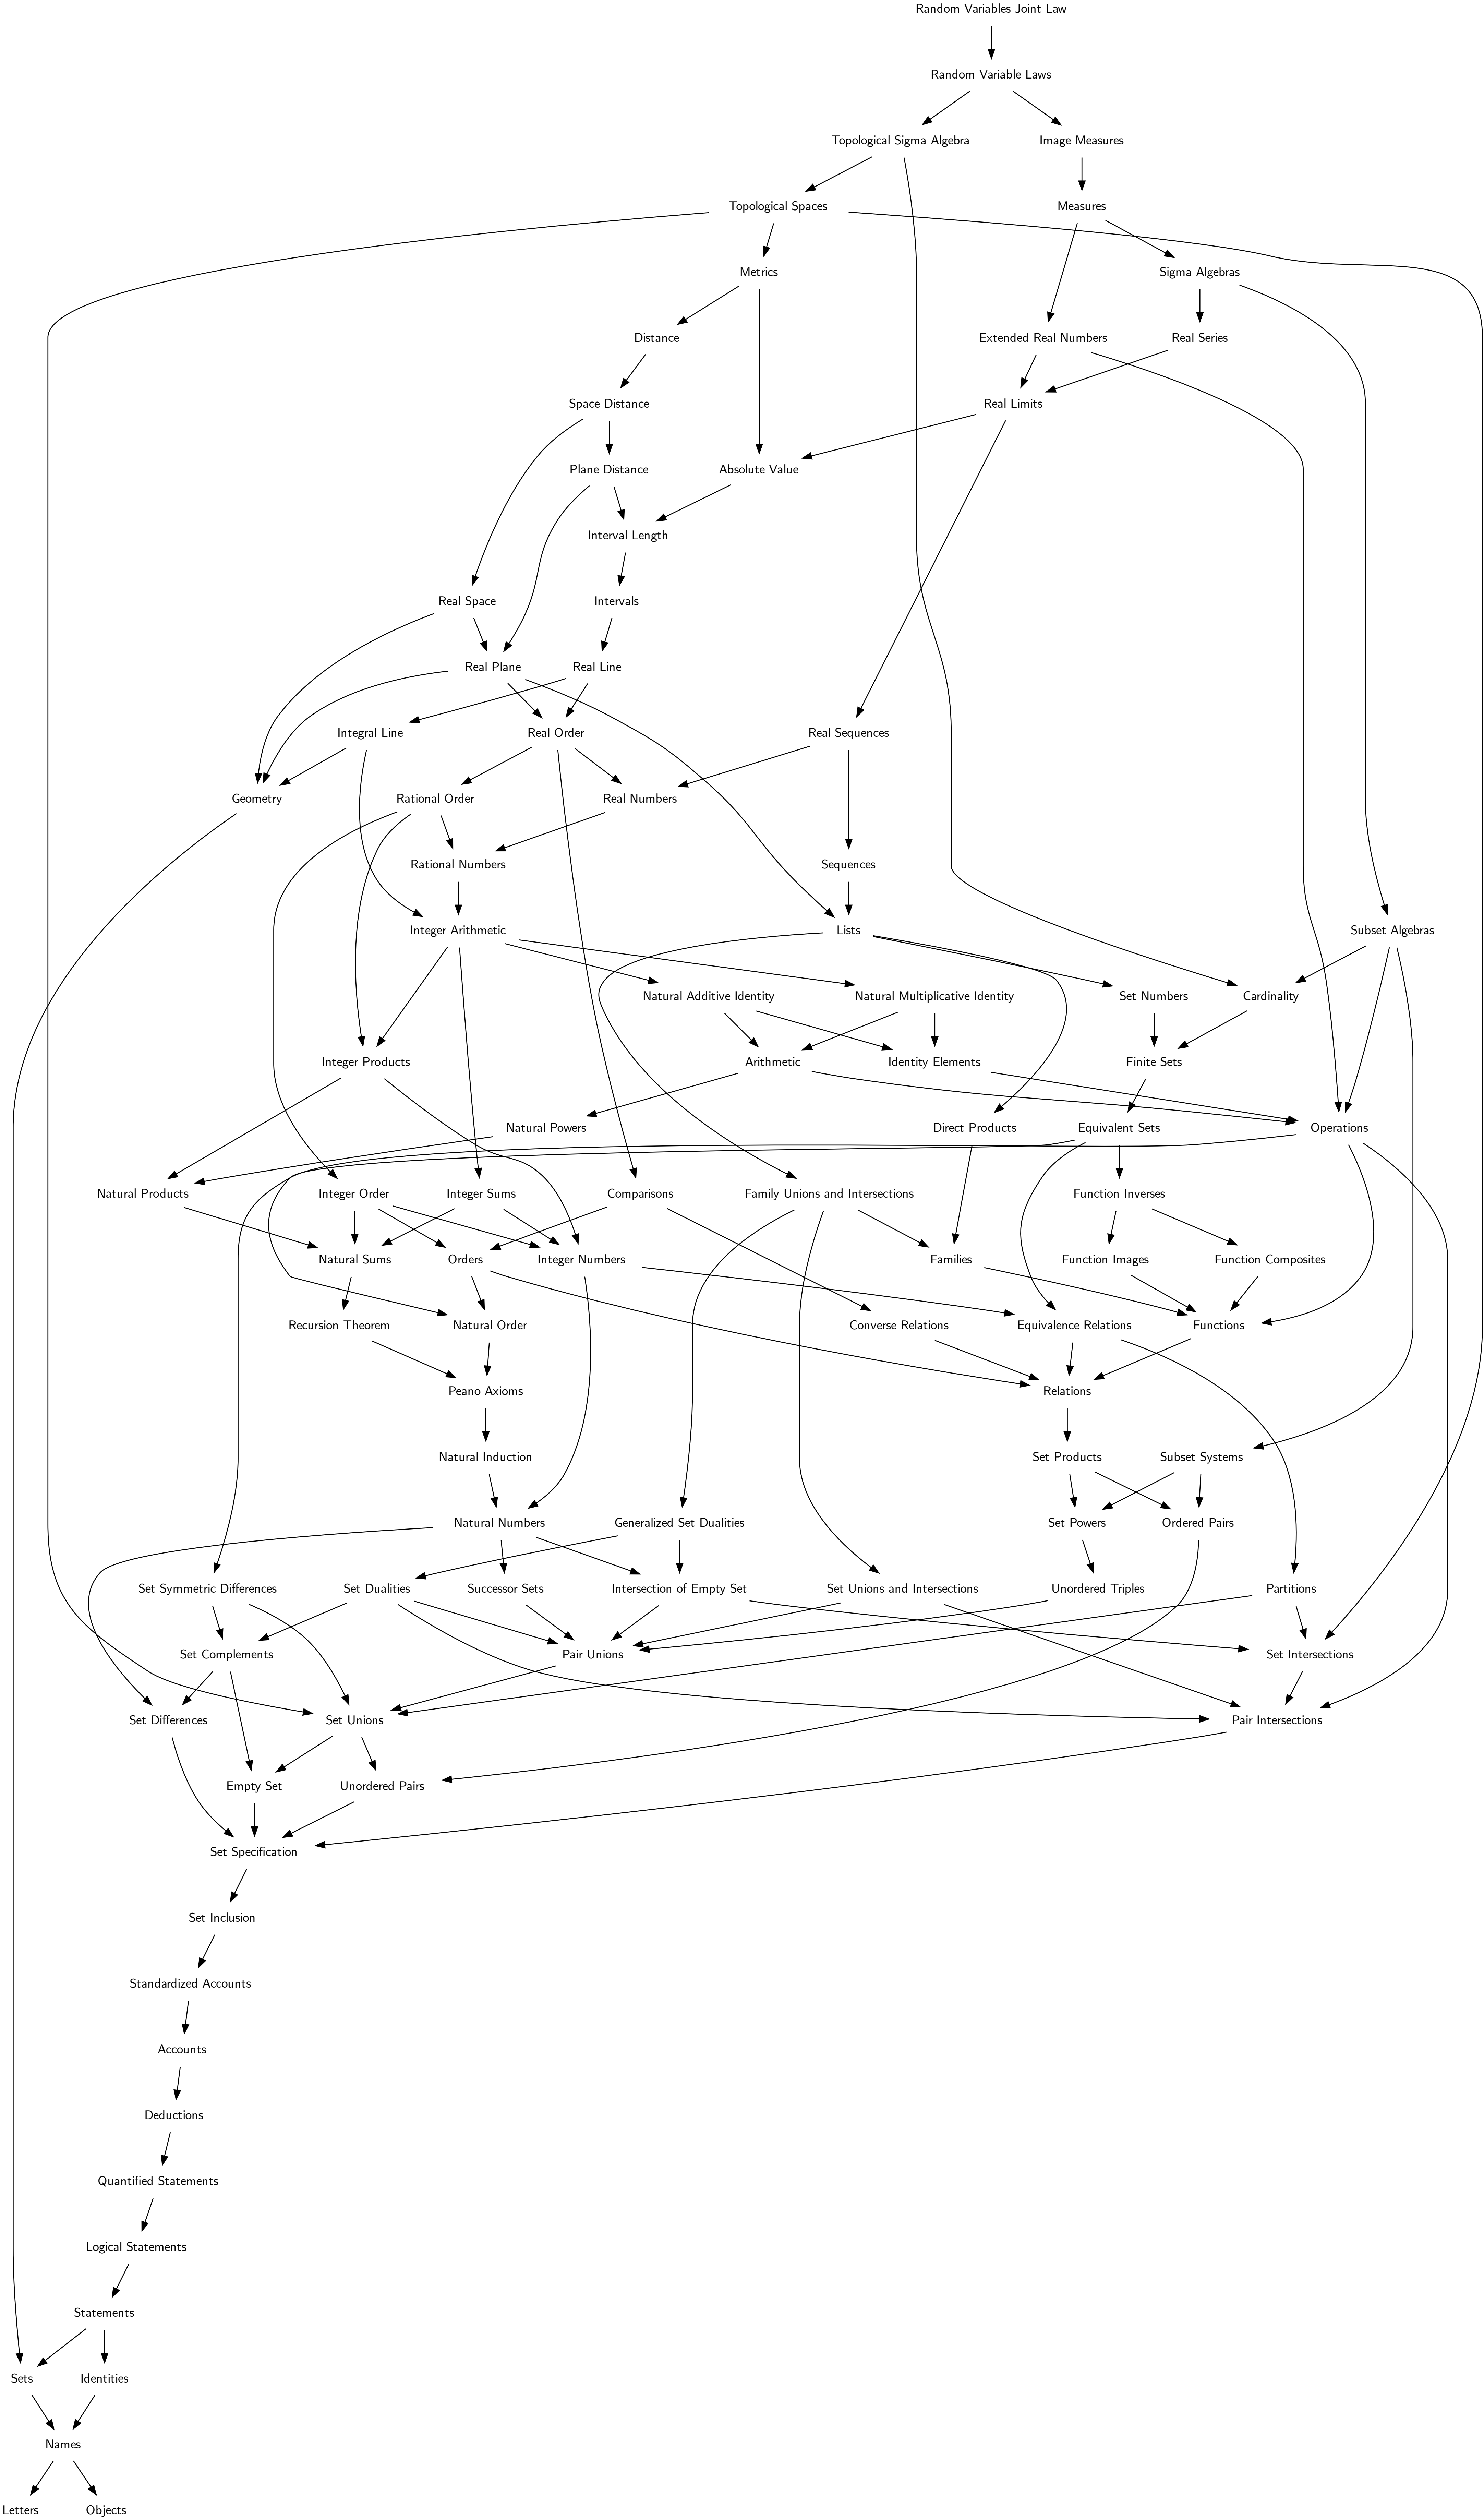 Random Variables Joint Law
Random Variable Laws
Topological Sigma Algebra
Image Measures
Topological Spaces
Measures
Metrics
Sigma Algebras
Distance
Extended Real Numbers
Real Series
Space Distance
Real Limits
Plane Distance
Absolute Value
Interval Length
Real Space
Intervals
Real Plane
Real Line
Integral Line
Real Order
Real Sequences
Geometry
Rational Order
Real Numbers
Rational Numbers
Sequences
Integer Arithmetic
Lists
Subset Algebras
Natural Additive Identity
Natural Multiplicative Identity
Set Numbers
Cardinality
Integer Products
Arithmetic
Identity Elements
Finite Sets
Natural Powers
Direct Products
Equivalent Sets
Operations
Natural Products
Integer Order
Integer Sums
Comparisons
Family Unions and Intersections
Function Inverses
Natural Sums
Orders
Integer Numbers
Families
Function Images
Function Composites
Recursion Theorem
Natural Order
Converse Relations
Equivalence Relations
Functions
Peano Axioms
Relations
Natural Induction
Set Products
Subset Systems
Natural Numbers
Generalized Set Dualities
Set Powers
Ordered Pairs
Set Symmetric Differences
Set Dualities
Successor Sets
Intersection of Empty Set
Set Unions and Intersections
Unordered Triples
Partitions
Set Complements
Pair Unions
Set Intersections
Set Differences
Set Unions
Pair Intersections
Empty Set
Unordered Pairs
Set Specification
Set Inclusion
Standardized Accounts
Accounts
Deductions
Quantified Statements
Logical Statements
Statements
Sets
Identities
Names
Letters
Objects